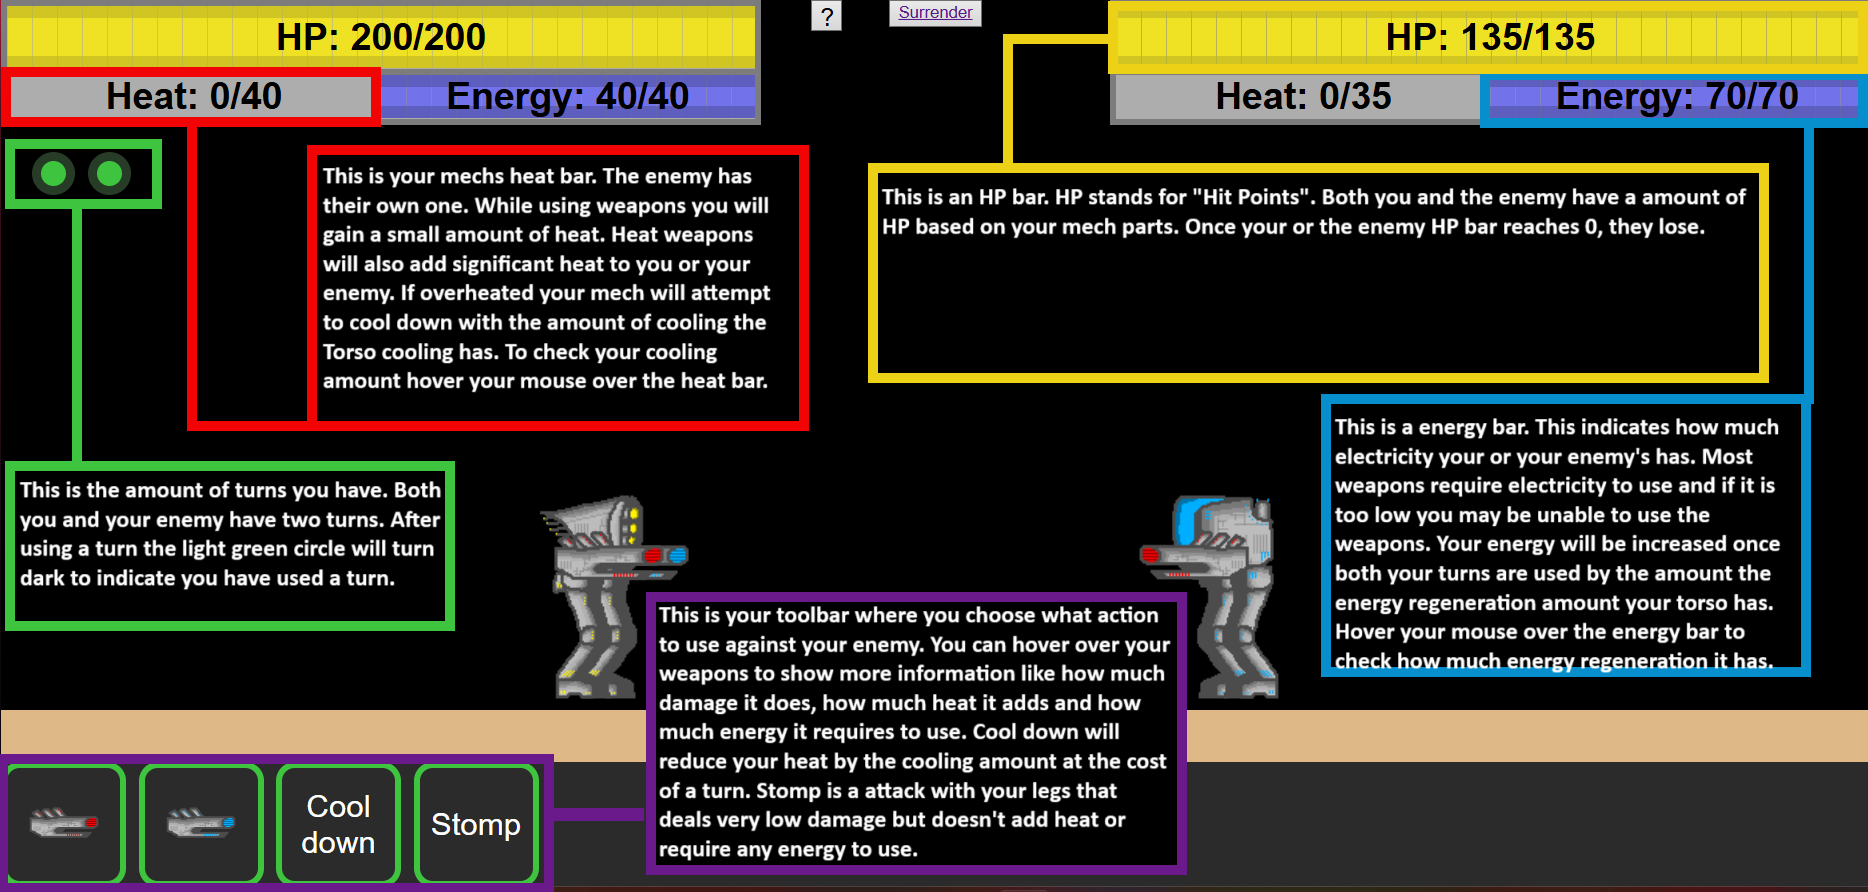 HP: 200/200
?
Surrender
HP: 135/135
Heat: 0/40
Energy: 40/40
Heat: 0/35
Energy: 70/70
This is your mechs heat bar. The enemy has
their own one. While using weapons you will
gain a small amount of heat. Heat weapons
will also add significant heat to you or your
enemy. If overheated your mech will attempt
to cool down with the amount of cooling the
Torso cooling has. To check your cooling
amount hover your mouse over the heat bar.
This is an HP bar. HP stands for "Hit Points". Both you and the enemy have a amount of
HP based on your mech parts. Once your or the enemy HP bar reaches 0, they lose.
This is the amount of turns you have. Both
you and your enemy have two turns. After
using a turn the light green circle will turn
dark to indicate you have used a turn.
This is a energy bar. This indicates how much
electricity your or your enemy's has. Most
weapons require electricity to use and if it is
too low you may be unable to use the
weapons. Your energy will be increased once
both your turns are used by the amount the
energy regeneration amount your torso has.
Hover your mouse over the energy bar to
check how much energy regeneration it has.
This is your toolbar where you choose what action
to use against your enemy. You can hover over your
weapons to show more information like how much
damage it does, how much heat it adds and how
much energy it requires to use. Cool down will
reduce your heat by the cooling amount at the cost
of a turn. Stomp is a attack with your legs that
deals very low damage but doesn't add heat or
require any energy to use.
Cool
down
Stomp